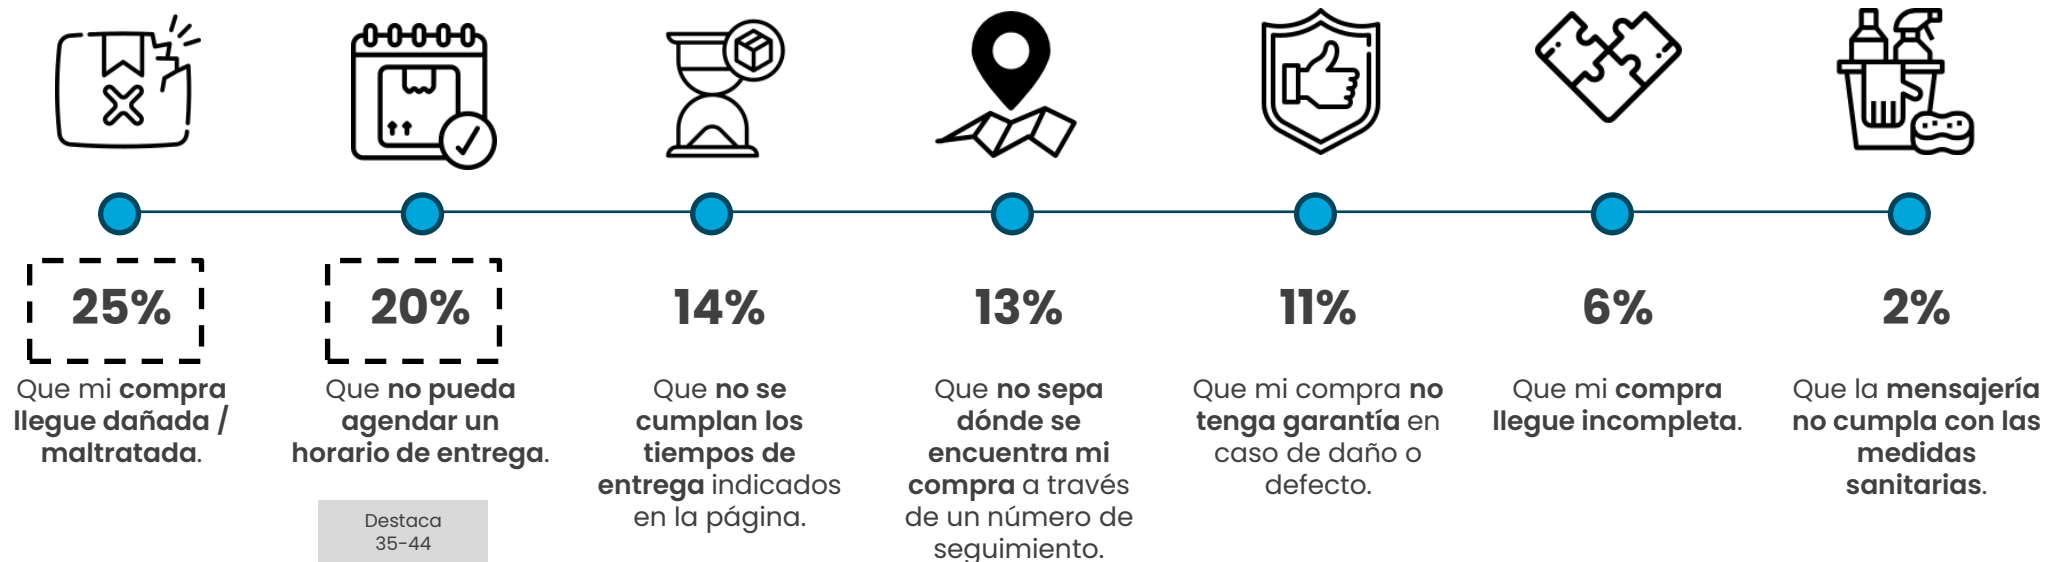 25%
Que mi compra
llegue dañada /
maltratada.
20%
Que no pueda
agendar un
horario de entrega.
Destaca
35-44
14%
Que no se
cumplan los
tiempos de
entrega indicados
en la página.
13%
Que no sepa
dónde se
encuentra mi
compra a través
de un número de
seguimiento.
11%
Que mi compra no
tenga garantía en
caso de daño o
defecto.
6%
Que mi compra
llegue incompleta.
2%
Que la mensajería
no cumpla con las
medidas
sanitarias.